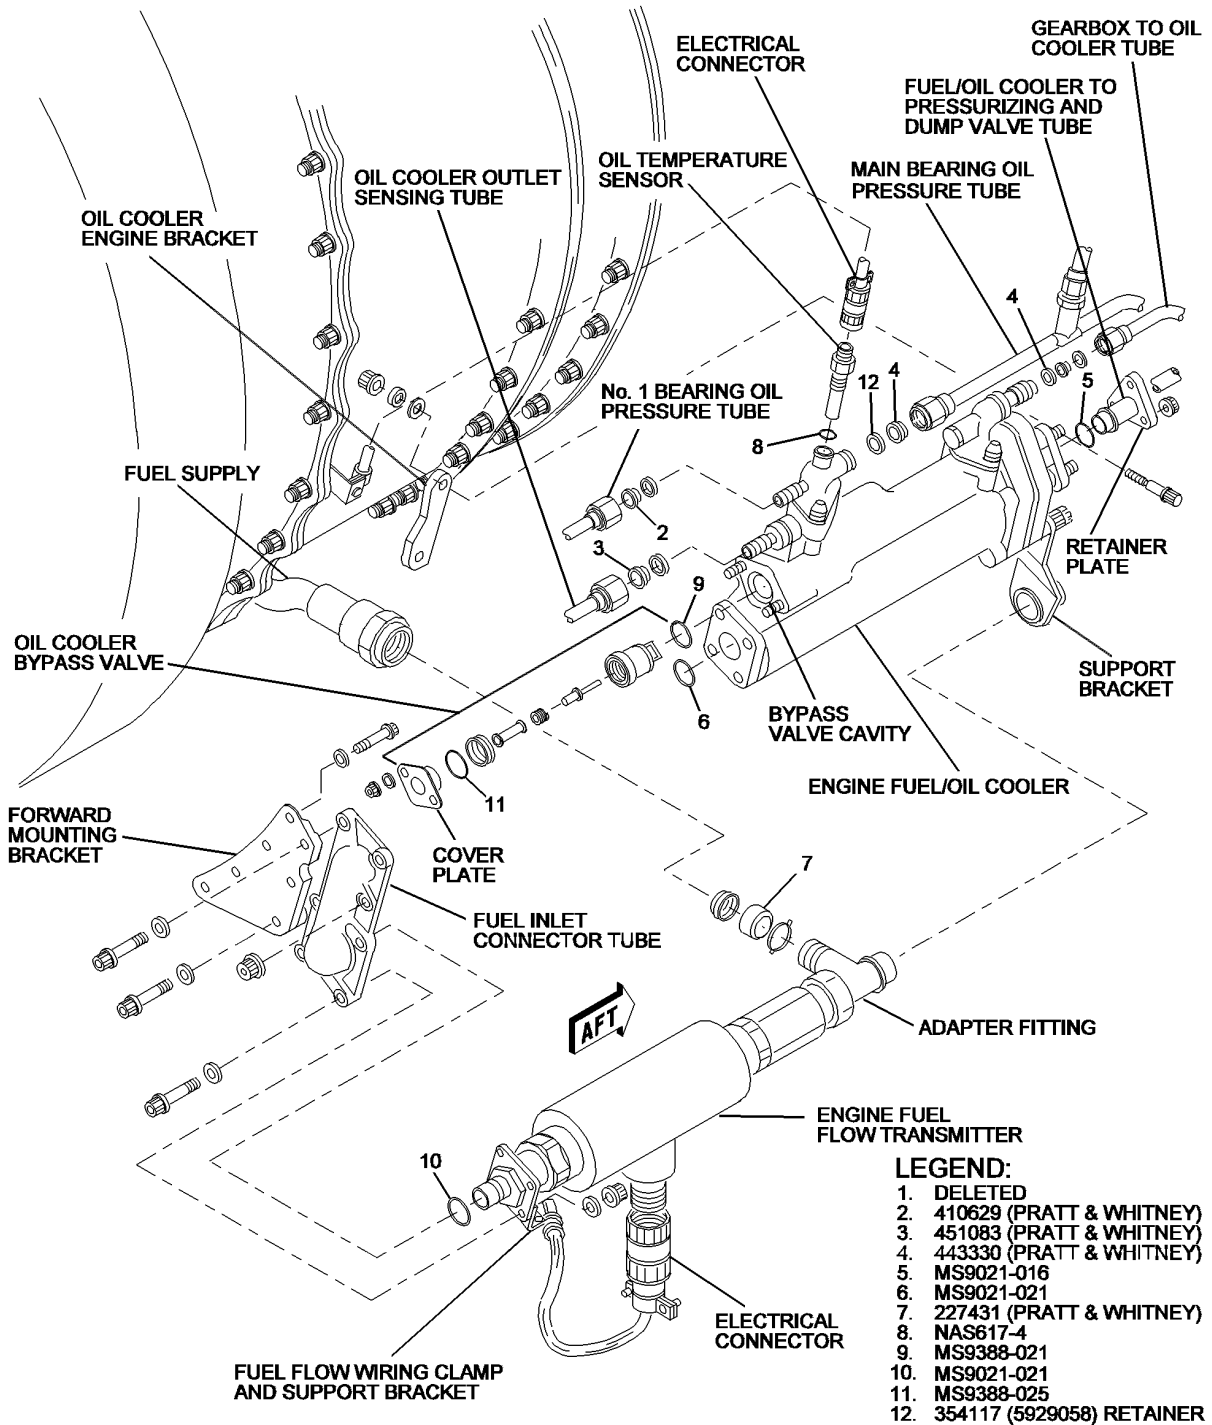 ELECTRICAL
CONNECTOR
GEARBOX TO OIL
COOLER TUBE
FUEL/OIL COOLER TO
PRESSURIZING AND
DUMP VALVE TUBE
OIL TEMPERATURE
SENSOR
MAIN BEARING OIL
PRESSURE TUBE
OIL COOLER OUTLET
SENSING TUBE
OIL COOLER
ENGINE BRACKET
4
12
4
5
No. 1 BEARING OIL
PRESSURE TUBE
8
FUEL SUPPLY
2
3
RETAINER
PLATE
9
OIL COOLER
BYPASS VALVE
SUPPORT
BRACKET
6
BYPASS
VALVE CAVITY
ENGINE FUEL/OIL COOLER
11
FORWARD
MOUNTING
BRACKET
COVER
PLATE
7
FUEL INLET
CONNECTOR TUBE
AFT
ADAPTER FITTING
ENGINE FUEL
FLOW TRANSMITTER
10
ELECTRICAL
CONNECTOR
FUEL FLOW WIRING CLAMP
AND SUPPORT BRACKET
LEGEND:
1. DELETED
2. 410629 (PRATT & WHITNEY)
3. 451083 (PRATT & WHITNEY)
4. 443330 (PRATT & WHITNEY)
5. MS9021-016
6. MS9021-021
7. 227431 (PRATT & WHITNEY)
8. NAS617-4
9. MS9388-021
10. MS9021-021
11. MS9388-025
12. 354117 (5929058) RETAINER